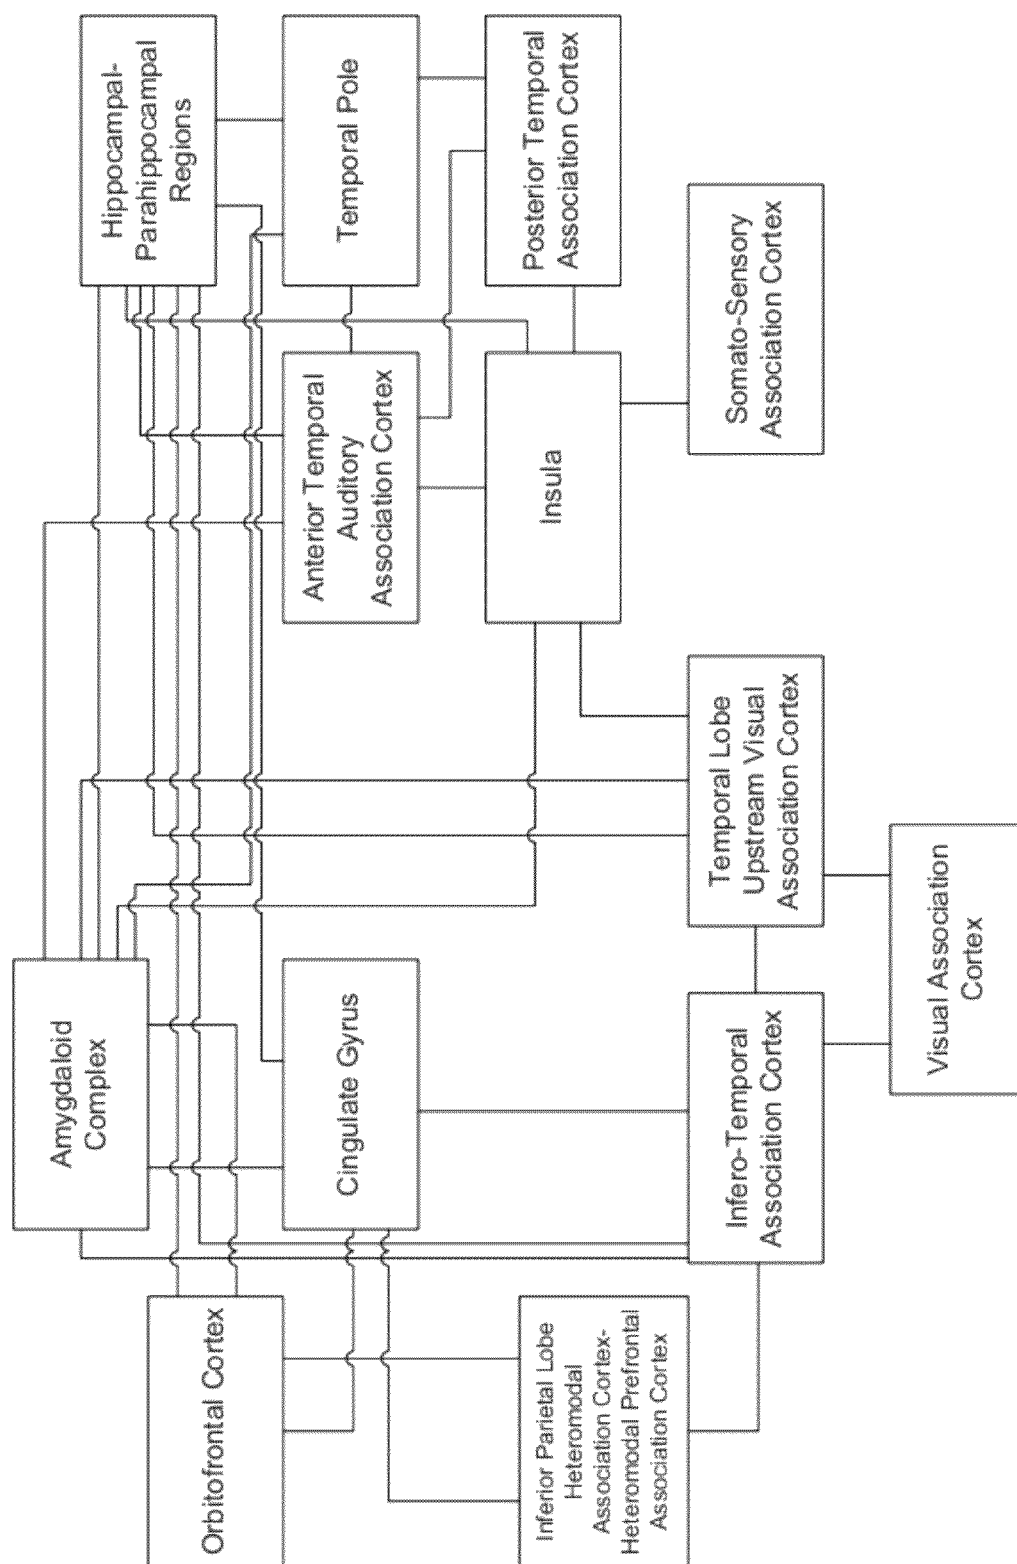 Hippocampal-
Parahippocampal
Regions
Temporal Pole
Posterior Temporal
Association Cortex
Anterior Temporal
Auditory
Association Cortex
Insula
Somato-Sensory
Association Cortex
Temporal Lobe
Upstream Visual
Association Cortex
Visual Association
Cortex
Amygdaloid
Complex
Cingulate Gyrus
Infero-Temporal
Association Cortex
Orbitofrontal Cortex
Inferior Parietal Lobe
Heteromodal
Association Cortex-
Heteromodal Prefrontal
Association Cortex